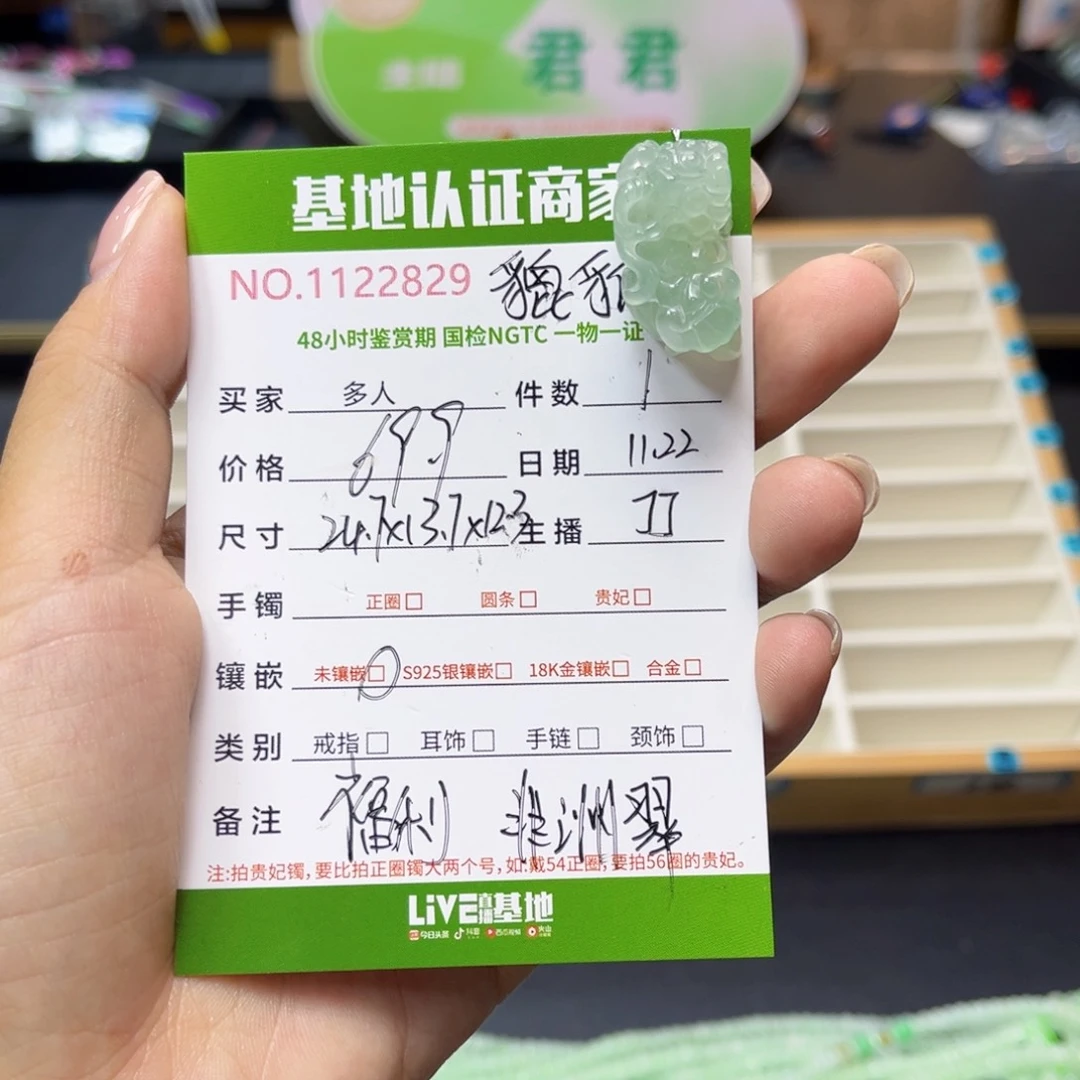 君君
基地认证商家
NO.1122829 貔貅
48小时鉴赏期 国检NGTC 一物一证
买家 多人 件数 1
价格 699 日期 11.22
尺寸 24.7x13.7x12.3 主播 JJ
手镯 正圈□ 圆条□ 贵妃□
镶嵌 未镶嵌□ S925银镶嵌□ 18K金镶嵌□ 合金□
类别 戒指□ 耳饰□ 手链□ 颈饰□
备注 福利 非洲翠
注:拍贵妃镯,要比拍正圈镯大两个号,如:戴54正圈,要拍56圈的贵妃。
LiVE直播基地
今日头条 抖音 西瓜视频 火山